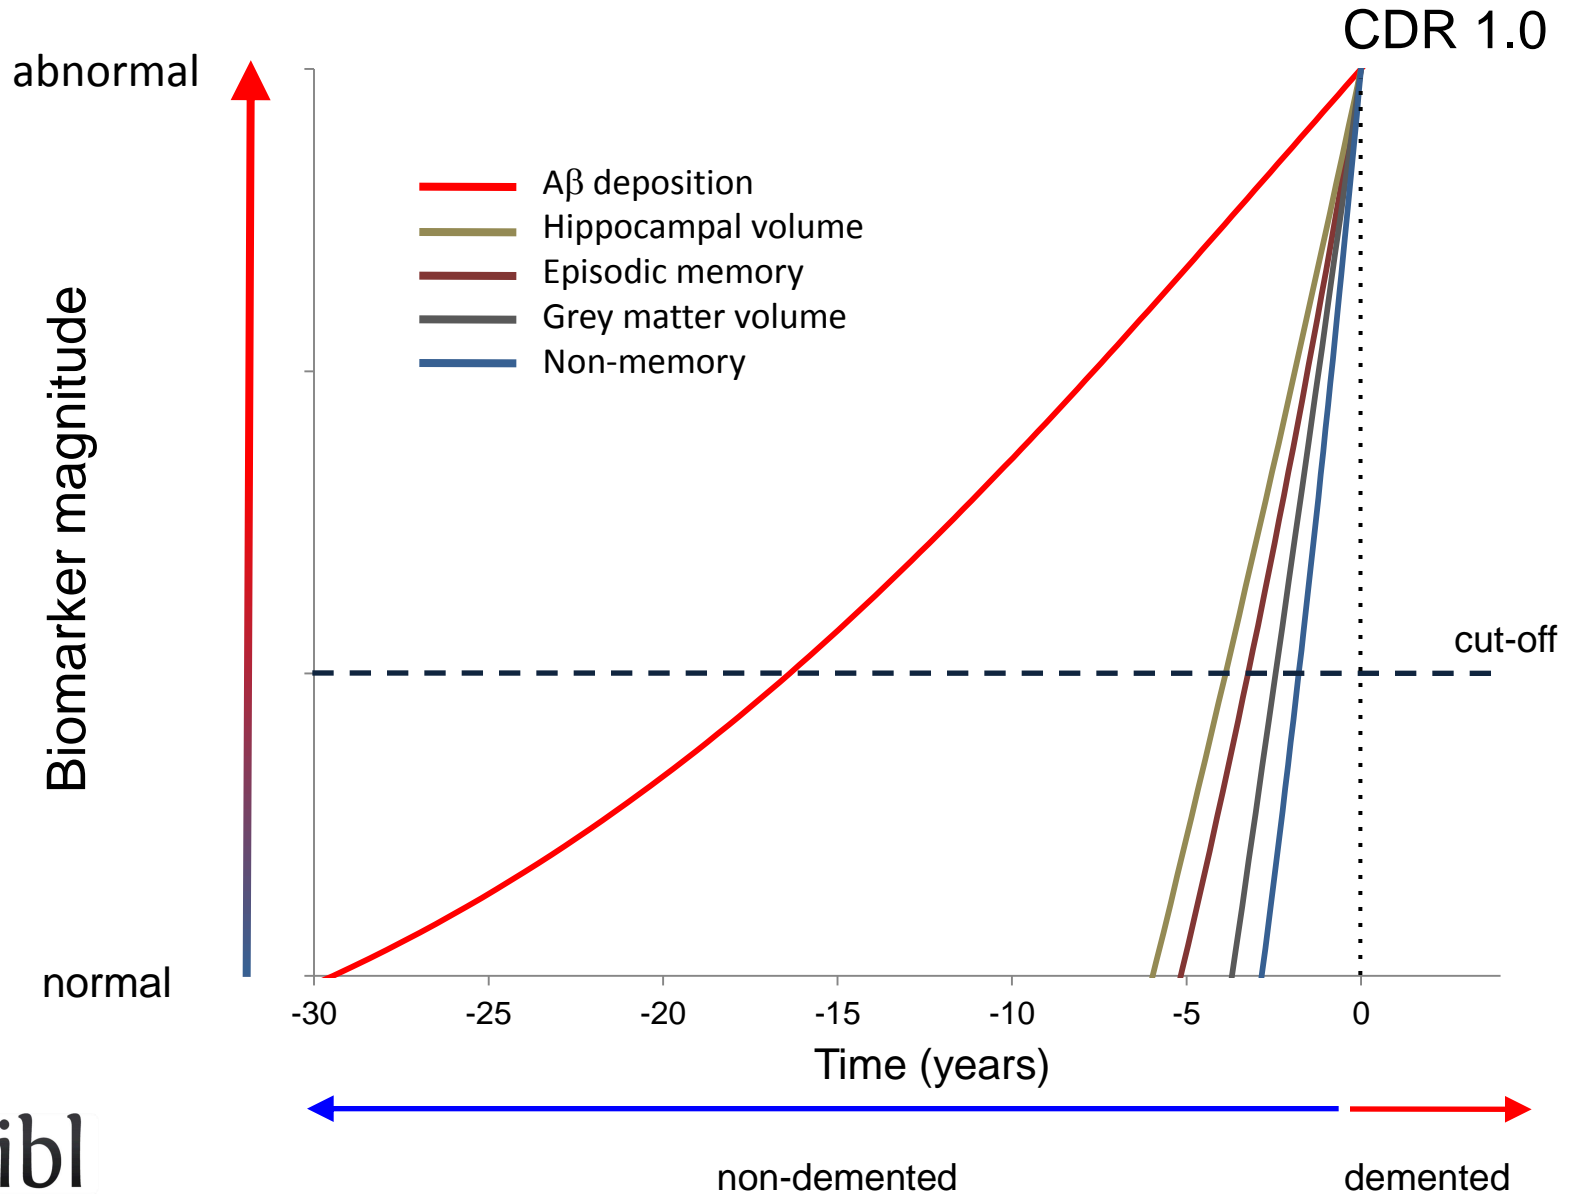 CDR 1.0
abnormal
Aβ deposition
Hippocampal volume
Episodic memory
Grey matter volume
Non-memory
Biomarker magnitude
cut-off
normal
-30 -25 -20 -15 -10 -5 0
Time (years)
non-demented demented
ibl